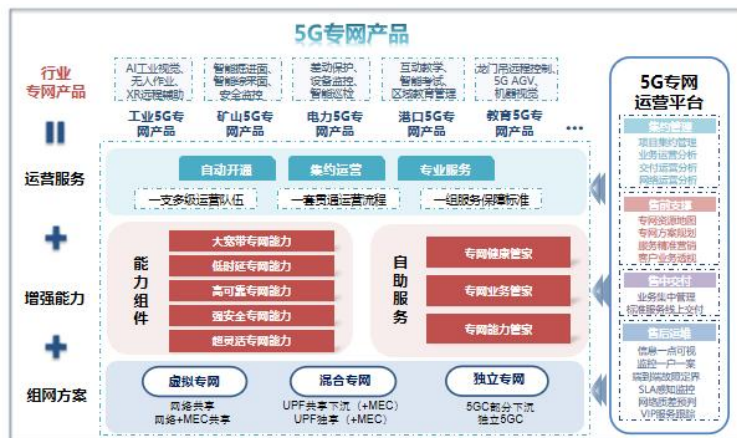 5G专网产品
行业
专网产品
AI工业视觉、
无人作业、
XR远程辅助
智能掘进面、
智能综采面、
安全监控
差动保护、
设备监控、
智能巡检
互动教学、
智能考试、
区域教育管理
龙门吊远程控制、
5G AGV、
机器视觉
工业5G专
网产品
矿山5G专
网产品
电力5G专
网产品
港口5G专
网产品
教育5G专
网产品
•••
运营服务
自动开通
集约运营
专业服务
一支多级运营队伍
一套贯通运营流程
一组服务保障标准
增强能力
能力组件
大宽带专网能力
低时延专网能力
高可靠专网能力
强安全专网能力
超灵活专网能力
自助服务
专网健康管家
专网业务管家
专网能力管家
组网方案
虚拟专网
网络共享
网络+MEC共享
混合专网
UPF共享下沉（+MEC）
UPF独享（+MEC）
独立专网
5GC部分下沉
独立5GC
5G专网
运营平台
集约管理
项目集约管理
业务运营分析
交付运营分析
网络运营分析
售前支撑
专网资源地图
专网方案规划
服务精准营销
客户业务透视
售中交付
业务集中管理
标准服务线上交付
售后运维
信息一点可视
监控一户一案
端到端故障定界
SLA感知监控
网络质差预判
VIP服务跟踪